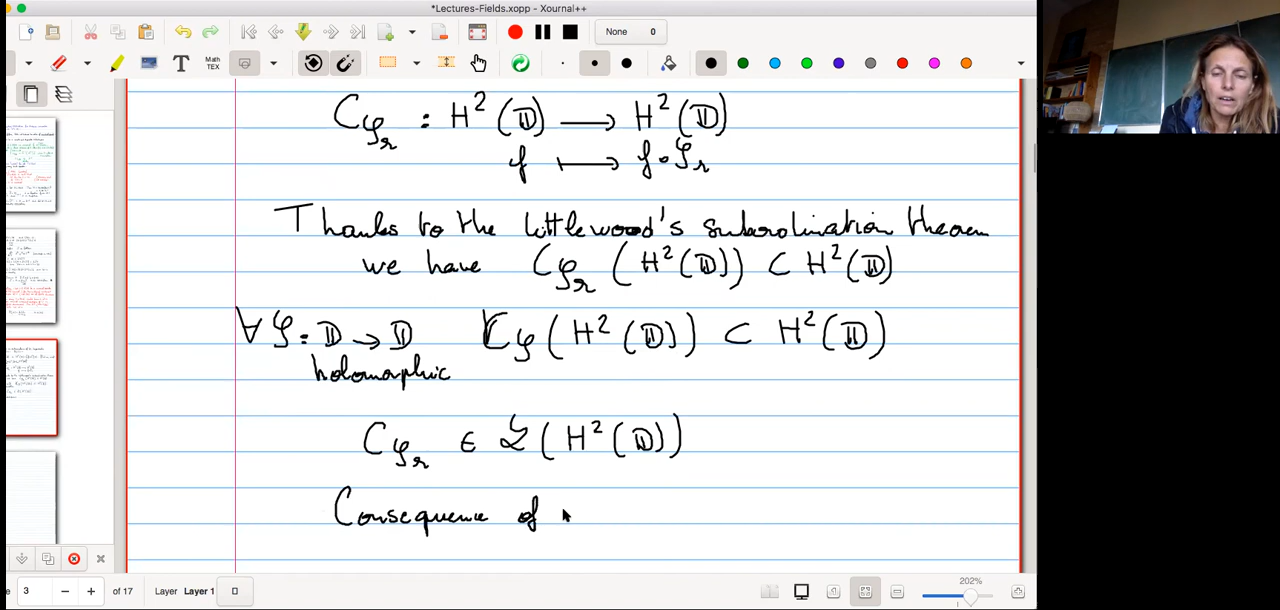 *Lectures-Fields.xopp — Xournal++
None 0
Math TEX
C_{φ_r} : H²(𝔻) ⟶ H²(𝔻)
f ⟼ f∘φ_r
Thanks to the littlewood's subordination theorem
we have C_{φ_r} (H²(𝔻)) ⊂ H²(𝔻)
∀ φ : 𝔻 → 𝔻 C_φ (H²(𝔻)) ⊂ H²(𝔻)
holomorphic
C_{φ_r} ∈ ℒ(H²(𝔻))
Consequence of
3 of 17 Layer Layer 1 202%